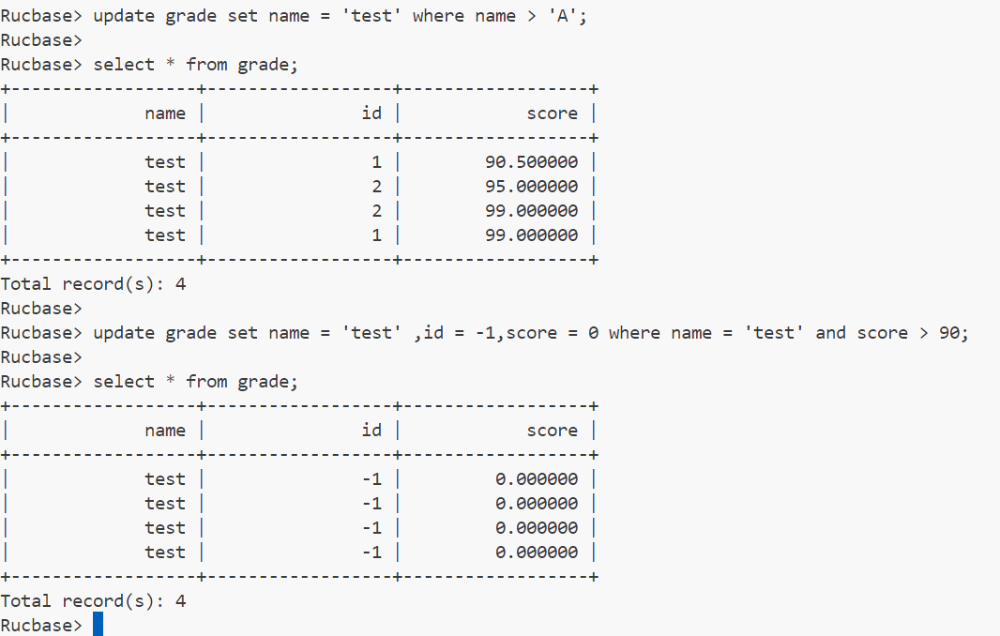 Rucbase> update grade set name = 'test' where name > 'A';
Rucbase>
Rucbase> select * from grade;
+------------------+------------------+------------------+
|             name |               id |            score |
+------------------+------------------+------------------+
|             test |                1 |        90.500000 |
|             test |                2 |        95.000000 |
|             test |                2 |        99.000000 |
|             test |                1 |        99.000000 |
+------------------+------------------+------------------+
Total record(s): 4
Rucbase>
Rucbase> update grade set name = 'test' ,id = -1,score = 0 where name = 'test' and score > 90;
Rucbase>
Rucbase> select * from grade;
+------------------+------------------+------------------+
|             name |               id |            score |
+------------------+------------------+------------------+
|             test |               -1 |         0.000000 |
|             test |               -1 |         0.000000 |
|             test |               -1 |         0.000000 |
|             test |               -1 |         0.000000 |
+------------------+------------------+------------------+
Total record(s): 4
Rucbase>